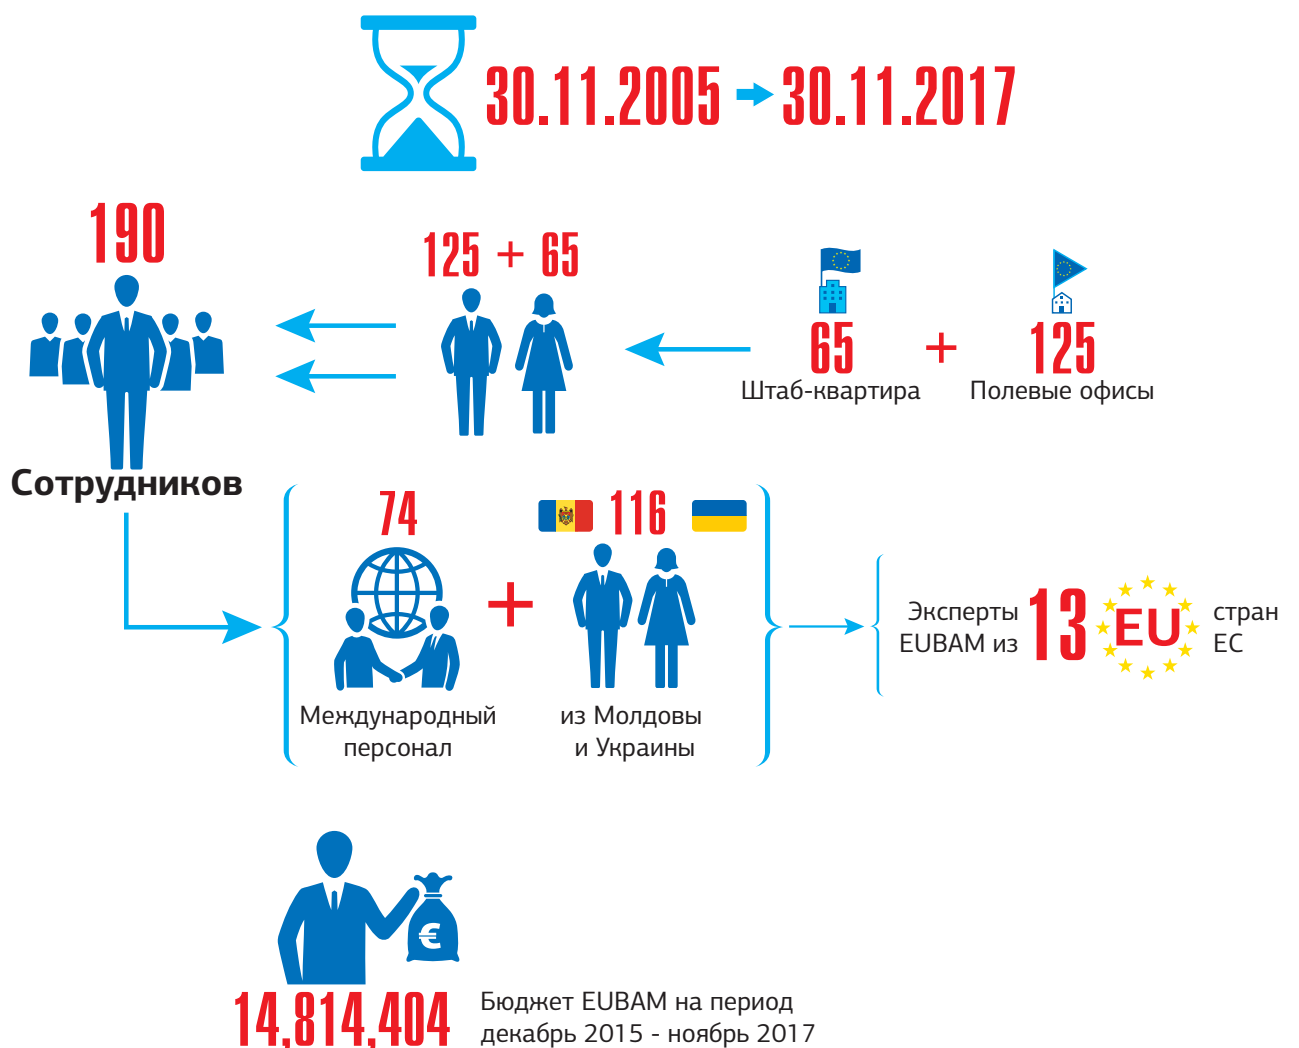 30.11.2005 30.11.2017
190
125 + 65
65 + 125
Штаб-квартира
Полевые офисы
Сотрудников
74
+
116
Международный
персонал
из Молдовы
и Украины
Эксперты
EUBAM из
13
EU
стран
ЕС
€
14,814,404
Бюджет EUBAM на период
декабрь 2015 - ноябрь 2017